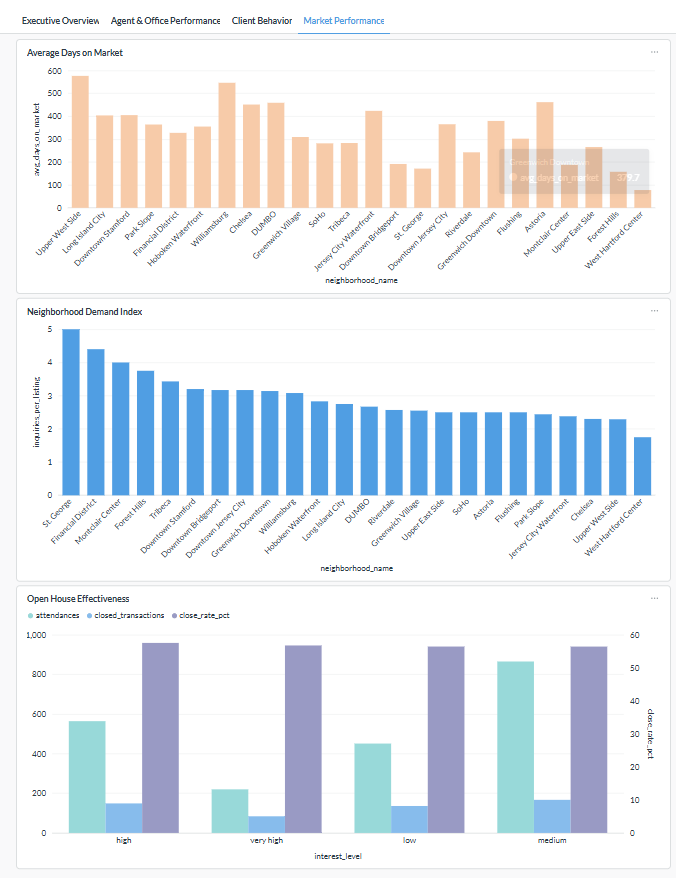 Executive Overview Agent & Office Performance Client Behavior Market Performance
Average Days on Market
...
avg_days_on_market
600
500
400
300
200
100
0
Greenwich Downtown
avg_days_on_market 379.7
Upper West Side
Long Island City
Downtown Stamford
Park Slope
Financial District
Hoboken Waterfront
Williamsburg
Chelsea
DUMBO
Greenwich Village
SoHo
Tribeca
Jersey City Waterfront
Downtown Bridgeport
St. George
Downtown Jersey City
Riverdale
Greenwich Downtown
Flushing
Astoria
Montclair Center
Upper East Side
Forest Hills
West Hartford Center
neighborhood_name
Neighborhood Demand Index
...
inquiries_per_listing
5
4
3
2
1
0
St. George
Financial District
Montclair Center
Forest Hills
Tribeca
Downtown Stamford
Downtown Bridgeport
Downtown Jersey City
Greenwich Downtown
Williamsburg
Hoboken Waterfront
Long Island City
DUMBO
Riverdale
Greenwich Village
Upper East Side
SoHo
Astoria
Flushing
Park Slope
Jersey City Waterfront
Chelsea
Upper West Side
West Hartford Center
neighborhood_name
Open House Effectiveness
...
attendances closed_transactions close_rate_pct
1,000
800
600
400
200
0
60
50
40
30
20
10
0
close_rate_pct
high very high low medium
interest_level